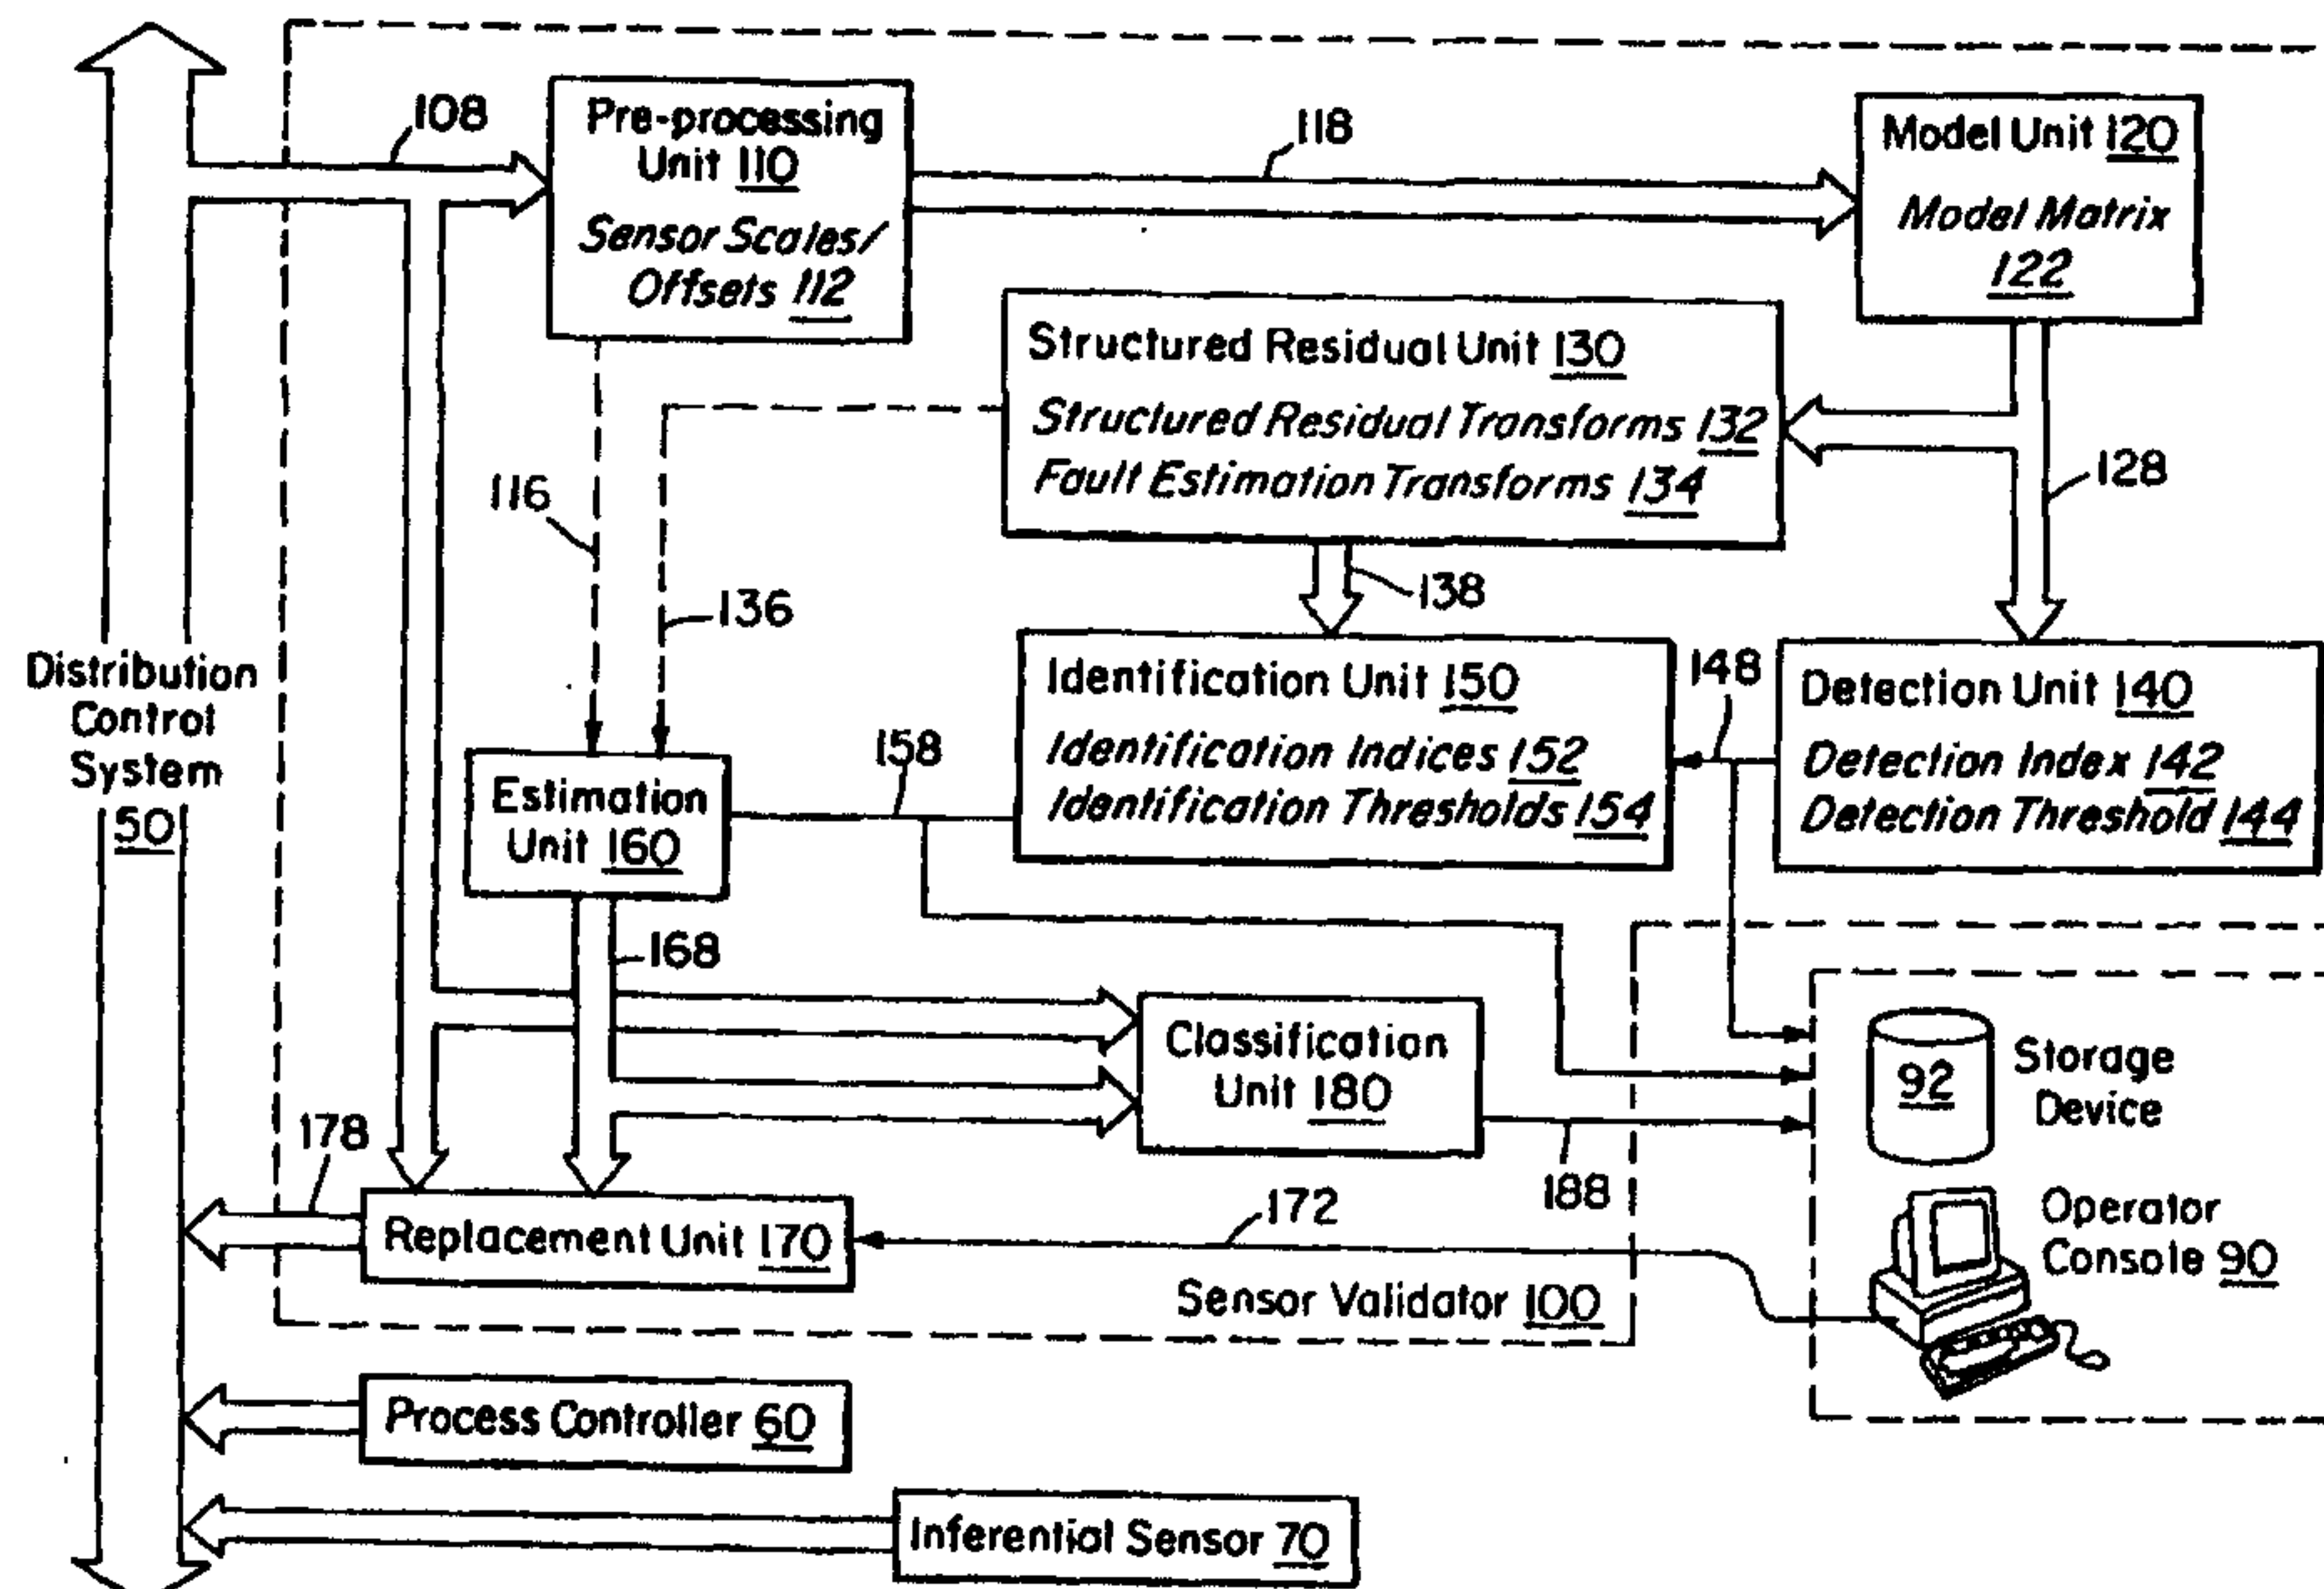 108
Pre-processing
Unit 110
Sensor Scales/
Offsets 112
118
Model Unit 120
Model Matrix
122
Structured Residual Unit 130
Structured Residual Transforms 132
Fault Estimation Transforms 134
128
116
136
138
Distribution
Control
System
50
Estimation
Unit 160
158
Identification Unit 150
Identification Indices 152
Identification Thresholds 154
148
Detection Unit 140
Detection Index 142
Detection Threshold 144
168
Classification
Unit 180
92
Storage
Device
178
188
Replacement Unit 170
172
Operator
Console 90
Sensor Validator 100
Process Controller 60
Inferential Sensor 70